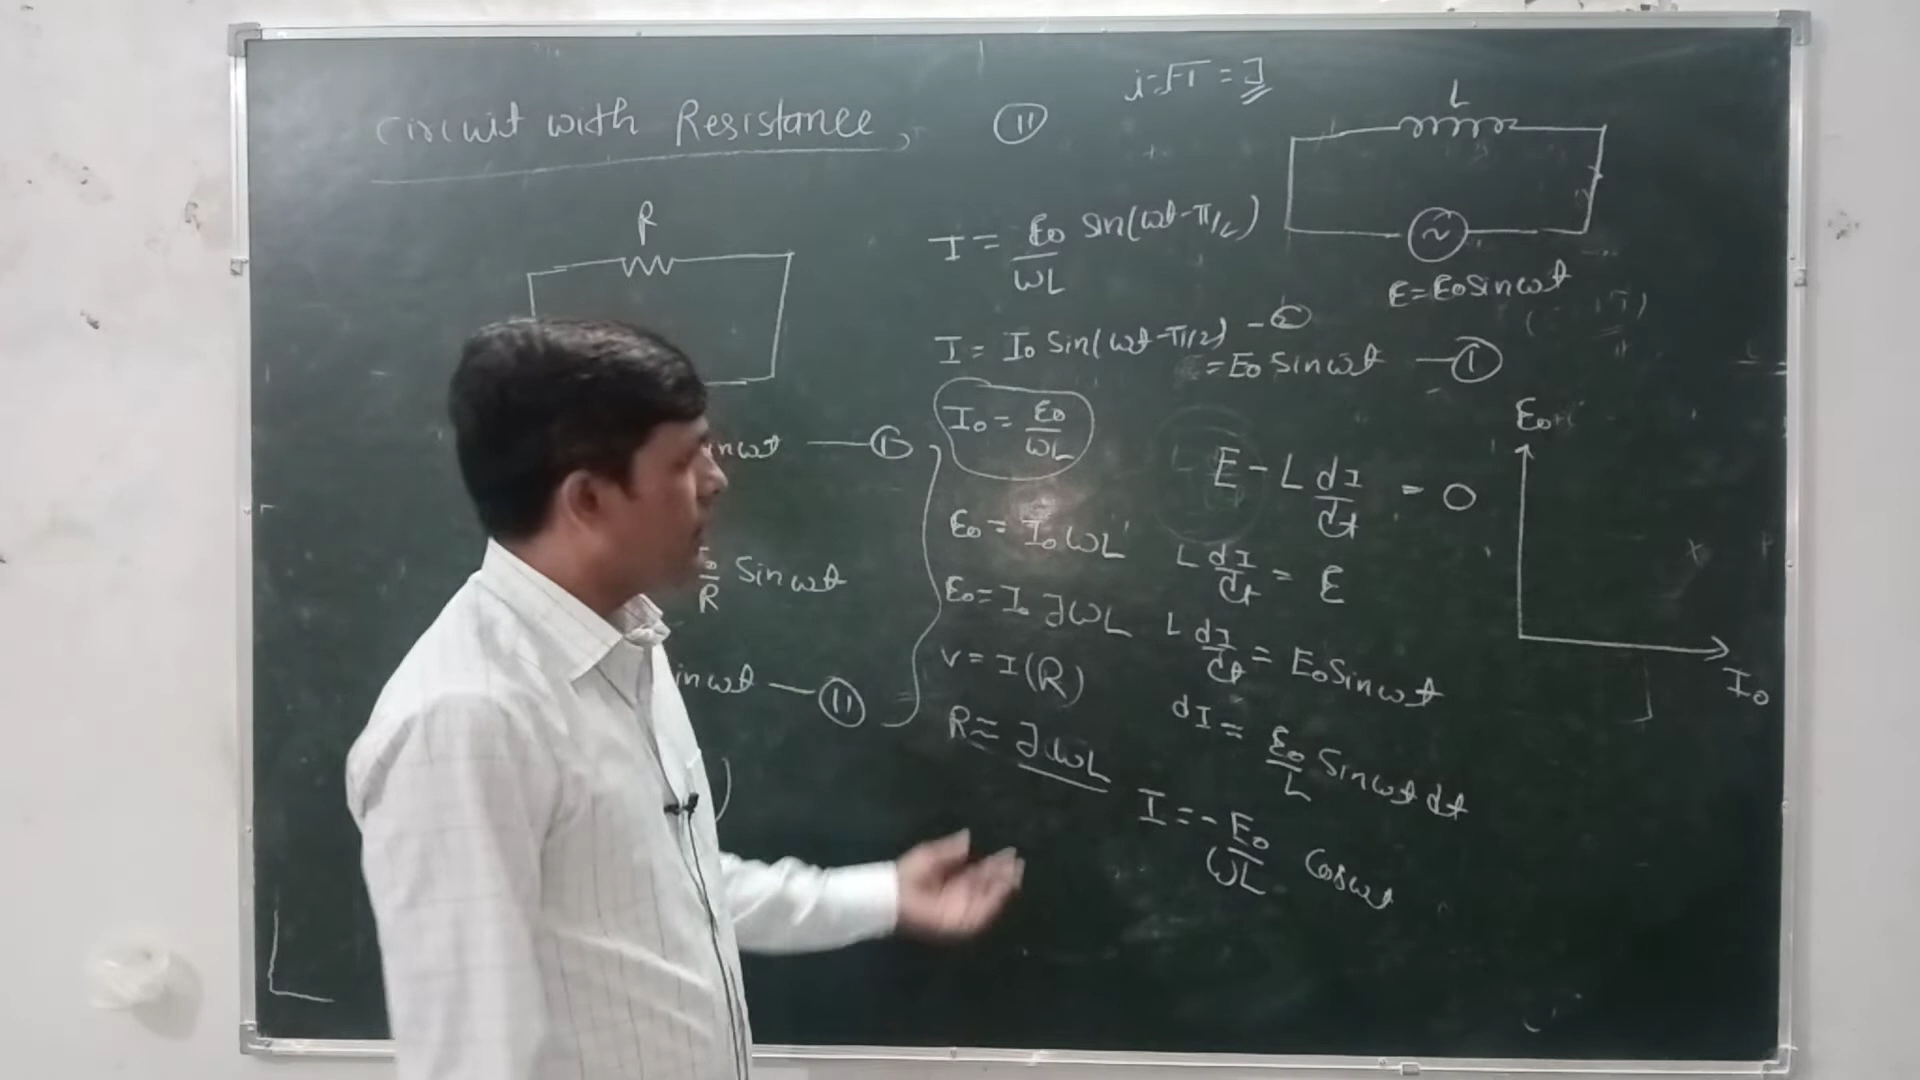 Circuit with Resistance,
R
inωt —①
R Sinωt
inωt —⑪
⑪
i=√-1 = J
I = E₀/ωL Sin(ωt-π/2)
I = I₀ Sin(ωt-π/2) -②
I₀ = E₀/ωL
E₀ = I₀ωL
E₀ = I₀ JωL
V = I(R)
R ≈ JωL
L
~
E = E₀Sinωt
= E₀ Sinωt —①
E - L dI/dt = 0
L dI/dt = E
L dI/dt = E₀Sinωt
dI = E₀/L Sinωt dt
I = - E₀/ωL Cosωt
E₀
I₀